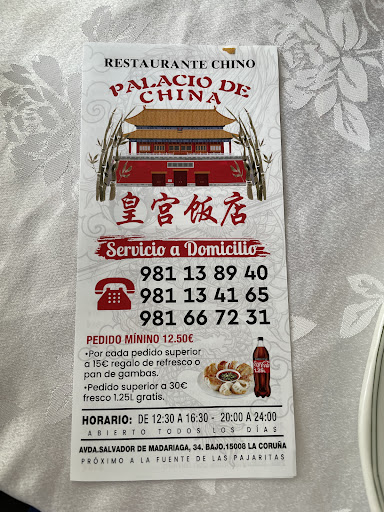 RESTAURANTE CHINO
PALACIO DE
CHINA
皇宫饭店
Servicio a Domicilio
981 13 89 40
981 13 41 65
981 66 72 31
PEDIDO MÍNINO 12.50€
•Por cada pedido superior
a 15€ regalo de refresco o
pan de gambas.
•Pedido superior a 30€
fresco 1.25L gratis.
HORARIO: DE 12:30 A 16:30 - 20:00 A 24:00
ABIERTO TODOS LOS DÍAS
AVDA.SALVADOR DE MADARIAGA, 34. BAJO.15008 LA CORUÑA
PRÓXIMO A LA FUENTE DE LAS PAJARITAS